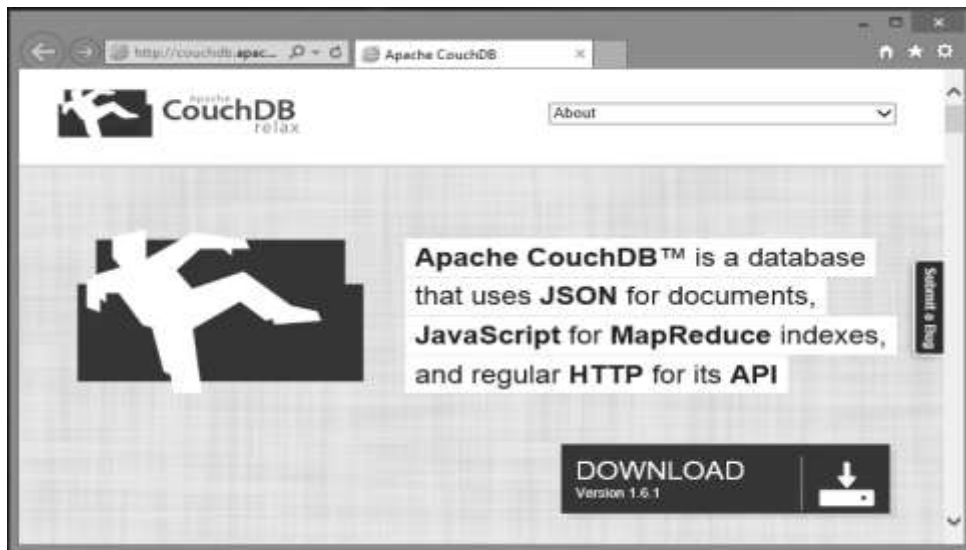 http://couchdb.apac...
Apache CouchDB
Apache
CouchDB
relax
About
Apache CouchDB™ is a database
that uses JSON for documents,
JavaScript for MapReduce indexes,
and regular HTTP for its API
Submit a Bug
DOWNLOAD
Version 1.6.1